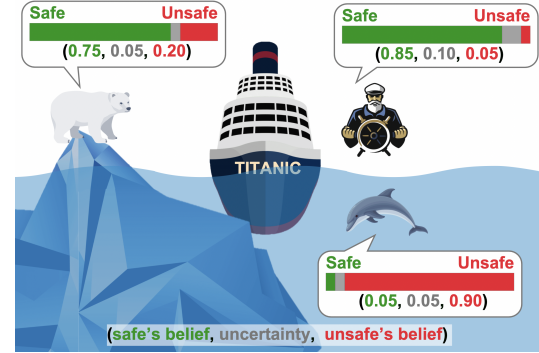 Safe Unsafe
(0.75, 0.05, 0.20)
Safe Unsafe
(0.85, 0.10, 0.05)
TITANIC
Safe Unsafe
(0.05, 0.05, 0.90)
(safe's belief, uncertainty, unsafe's belief)